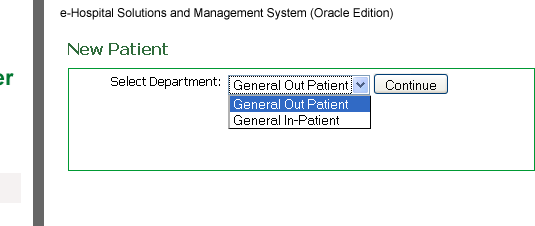 e-Hospital Solutions and Management System (Oracle Edition)
New Patient
er
Select Department: General Out Patient Continue
General Out Patient
General In-Patient